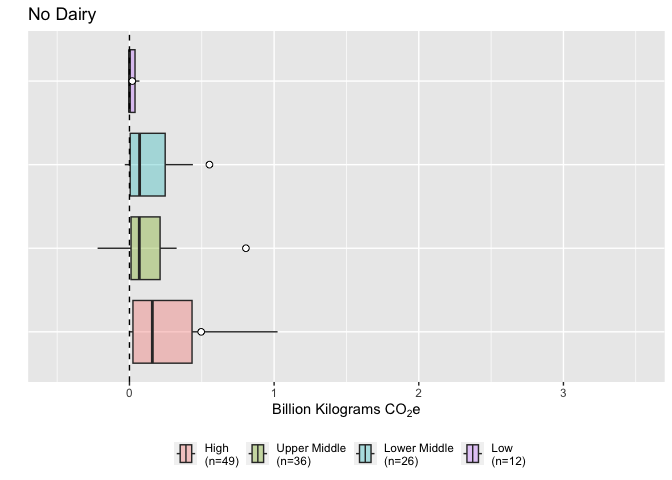 No Dairy
0 1 2 3
Billion Kilograms CO₂e
High Upper Middle Lower Middle Low
(n=49) (n=36) (n=26) (n=12)